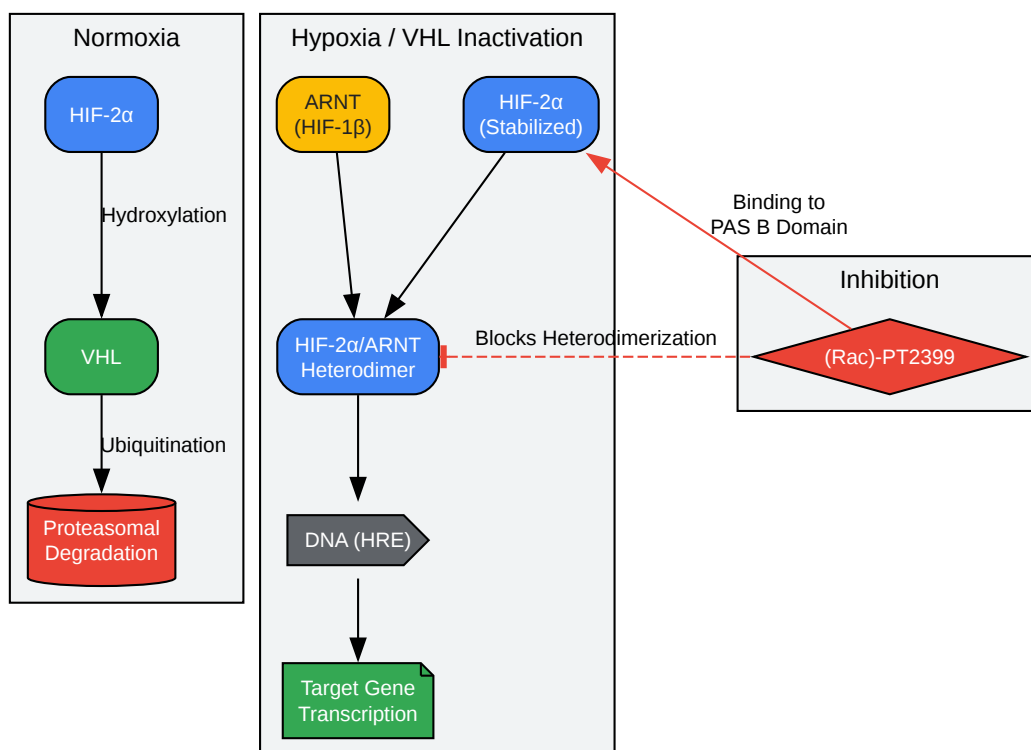 Normoxia
HIF-2α
Hydroxylation
VHL
Ubiquitination
Proteasomal
Degradation
Hypoxia / VHL Inactivation
ARNT
(HIF-1β)
HIF-2α
(Stabilized)
HIF-2α/ARNT
Heterodimer
DNA (HRE)
Target Gene
Transcription
Binding to
PAS B Domain
Blocks Heterodimerization
Inhibition
(Rac)-PT2399